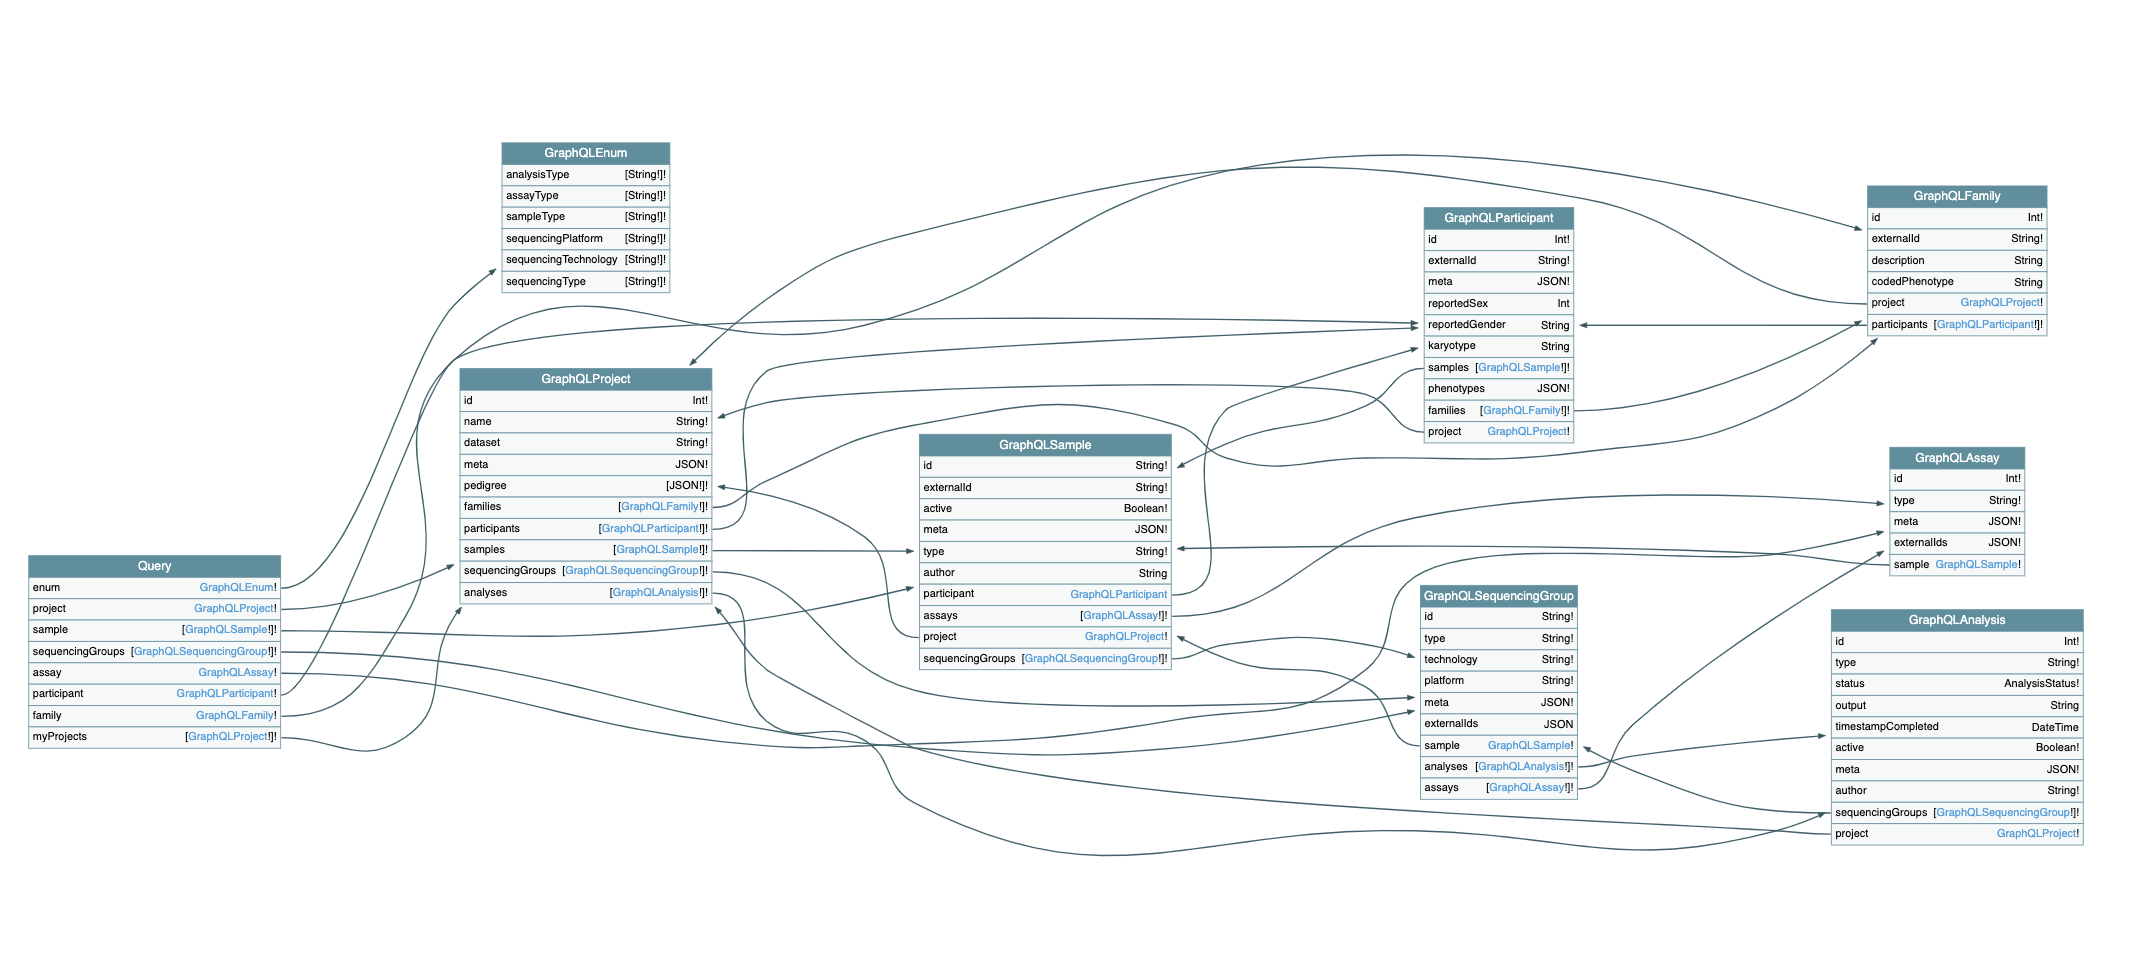 GraphQLEnum
analysisType [String!]!
assayType [String!]!
sampleType [String!]!
sequencingPlatform [String!]!
sequencingTechnology [String!]!
sequencingType [String!]!
GraphQLFamily
id Int!
externalId String!
description String
codedPhenotype String
project GraphQLProject!
participants [GraphQLParticipant!]!
GraphQLParticipant
id Int!
externalId String!
meta JSON!
reportedSex Int
reportedGender String
karyotype String
samples [GraphQLSample!]!
phenotypes JSON!
families [GraphQLFamily!]!
project GraphQLProject!
GraphQLProject
id Int!
name String!
dataset String!
meta JSON!
pedigree [JSON!]!
families [GraphQLFamily!]!
participants [GraphQLParticipant!]!
samples [GraphQLSample!]!
sequencingGroups [GraphQLSequencingGroup!]!
analyses [GraphQLAnalysis!]!
GraphQLSample
id String!
externalId String!
active Boolean!
meta JSON!
type String!
author String
participant GraphQLParticipant
assays [GraphQLAssay!]!
project GraphQLProject!
sequencingGroups [GraphQLSequencingGroup!]!
GraphQLAssay
id Int!
type String!
meta JSON!
externalIds JSON!
sample GraphQLSample!
Query
enum GraphQLEnum!
project GraphQLProject!
sample [GraphQLSample!]!
sequencingGroups [GraphQLSequencingGroup!]!
assay GraphQLAssay!
participant GraphQLParticipant!
family GraphQLFamily!
myProjects [GraphQLProject!]!
GraphQLSequencingGroup
id String!
type String!
technology String!
platform String!
meta JSON!
externalIds JSON
sample GraphQLSample!
analyses [GraphQLAnalysis!]!
assays [GraphQLAssay!]!
GraphQLAnalysis
id Int!
type String!
status AnalysisStatus!
output String
timestampCompleted DateTime
active Boolean!
meta JSON!
author String!
sequencingGroups [GraphQLSequencingGroup!]!
project GraphQLProject!